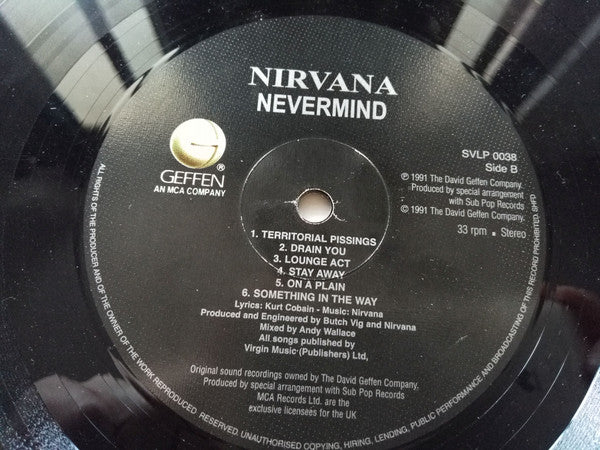 NIRVANA
NEVERMIND
GEFFEN®
AN MCA COMPANY
SVLP 0038
Side B
℗ 1991 The David Geffen Company.
Produced by special arrangement
with Sub Pop Records
© 1991 The David Geffen Company.
33 rpm . Stereo
1. TERRITORIAL PISSINGS
2. DRAIN YOU
3. LOUNGE ACT
4. STAY AWAY
5. ON A PLAIN
6. SOMETHING IN THE WAY
Lyrics: Kurt Cobain - Music: Nirvana
Produced and Engineered by Butch Vig and Nirvana
Mixed by Andy Wallace
All songs published by
Virgin Music (Publishers) Ltd,
Original sound recordings owned by The David Geffen Company.
Produced by special arrangement with Sub Pop Records
MCA Records Ltd. are the
exclusive licensees for the UK
ALL RIGHTS OF THE PRODUCER AND OF THE OWNER OF THE WORK REPRODUCED RESERVED. UNAUTHORISED COPYING, HIRING, LENDING, PUBLIC PERFORMANCE AND BROADCASTING OF THIS RECORD PROHIBITED.